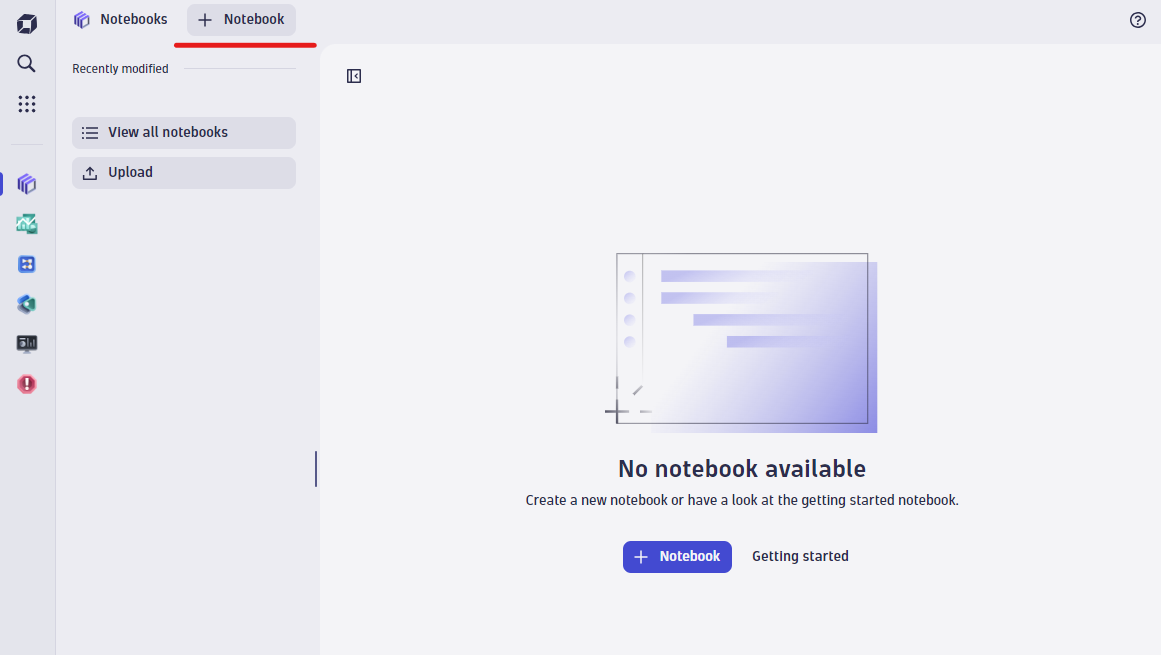 Notebooks
Notebook
Recently modified
View all notebooks
Upload
No notebook available
Create a new notebook or have a look at the getting started notebook.
Notebook
Getting started